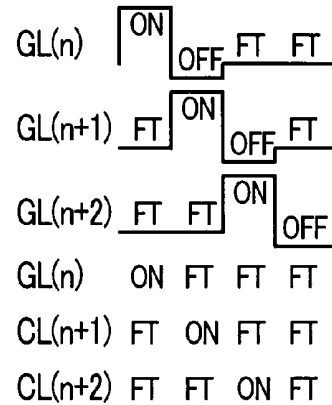 GL(n) ON OFF FT FT
GL(n+1) FT ON OFF FT
GL(n+2) FT FT ON OFF
GL(n) ON FT FT FT
CL(n+1) FT ON FT FT
CL(n+2) FT FT ON FT